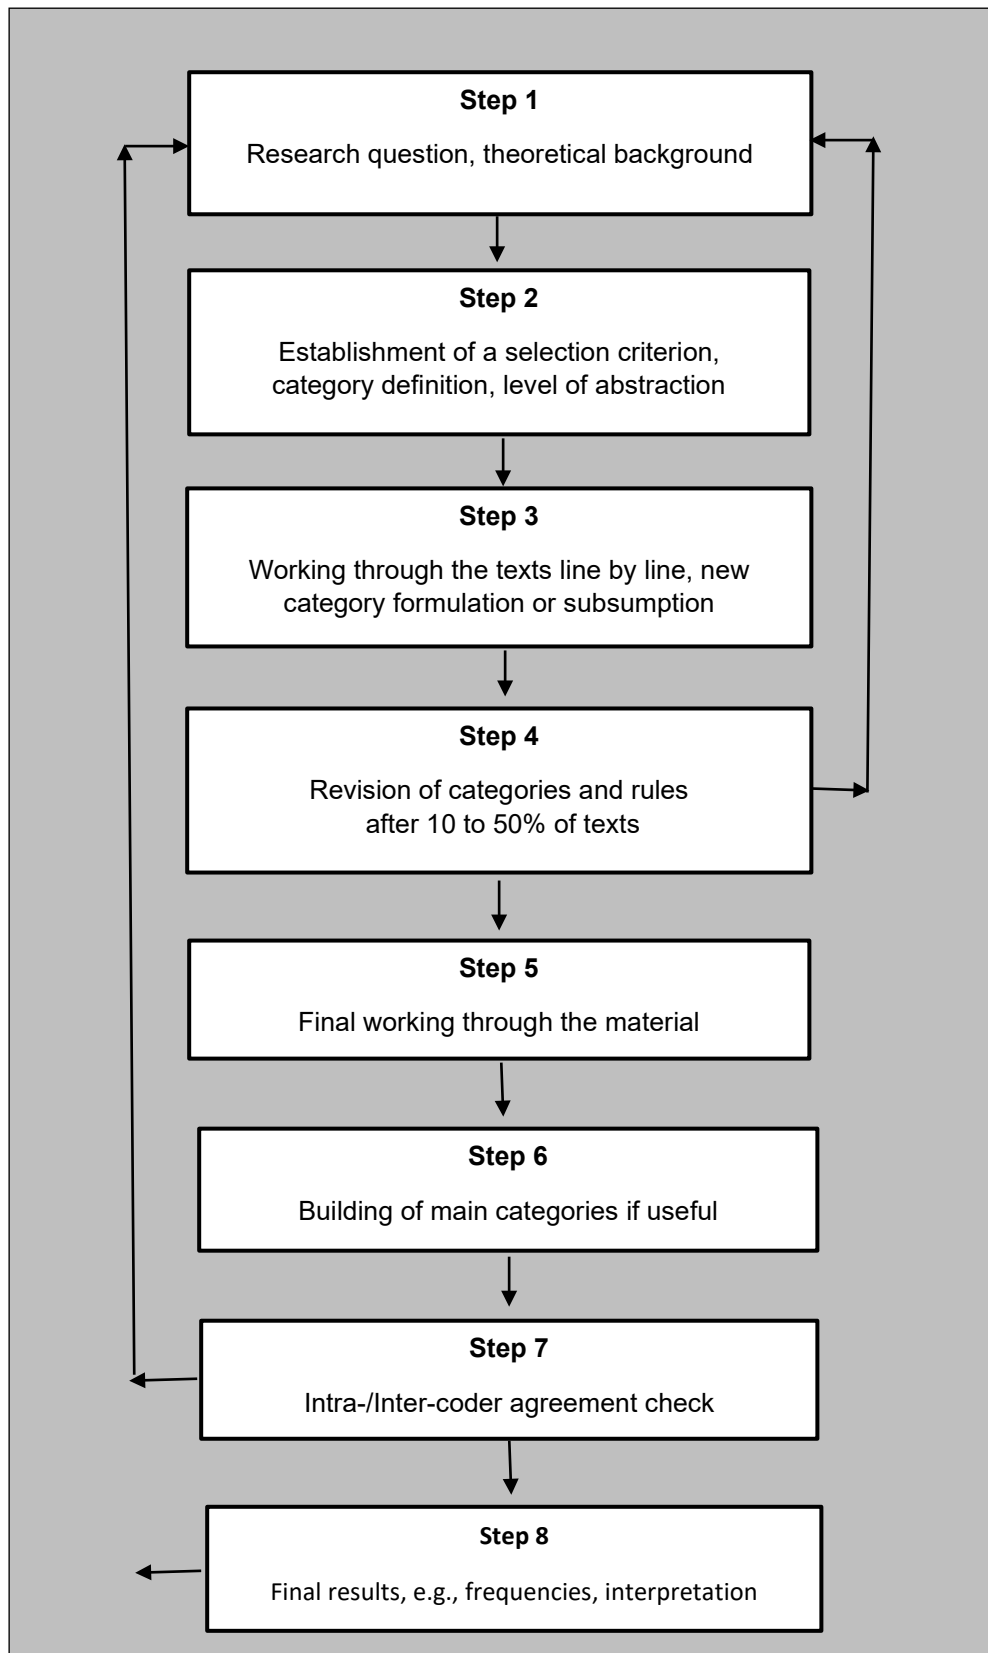 Step 1
Research question, theoretical background
Step 2
Establishment of a selection criterion,
category definition, level of abstraction
Step 3
Working through the texts line by line, new
category formulation or subsumption
Step 4
Revision of categories and rules
after 10 to 50% of texts
Step 5
Final working through the material
Step 6
Building of main categories if useful
Step 7
Intra-/Inter-coder agreement check
Step 8
Final results, e.g., frequencies, interpretation